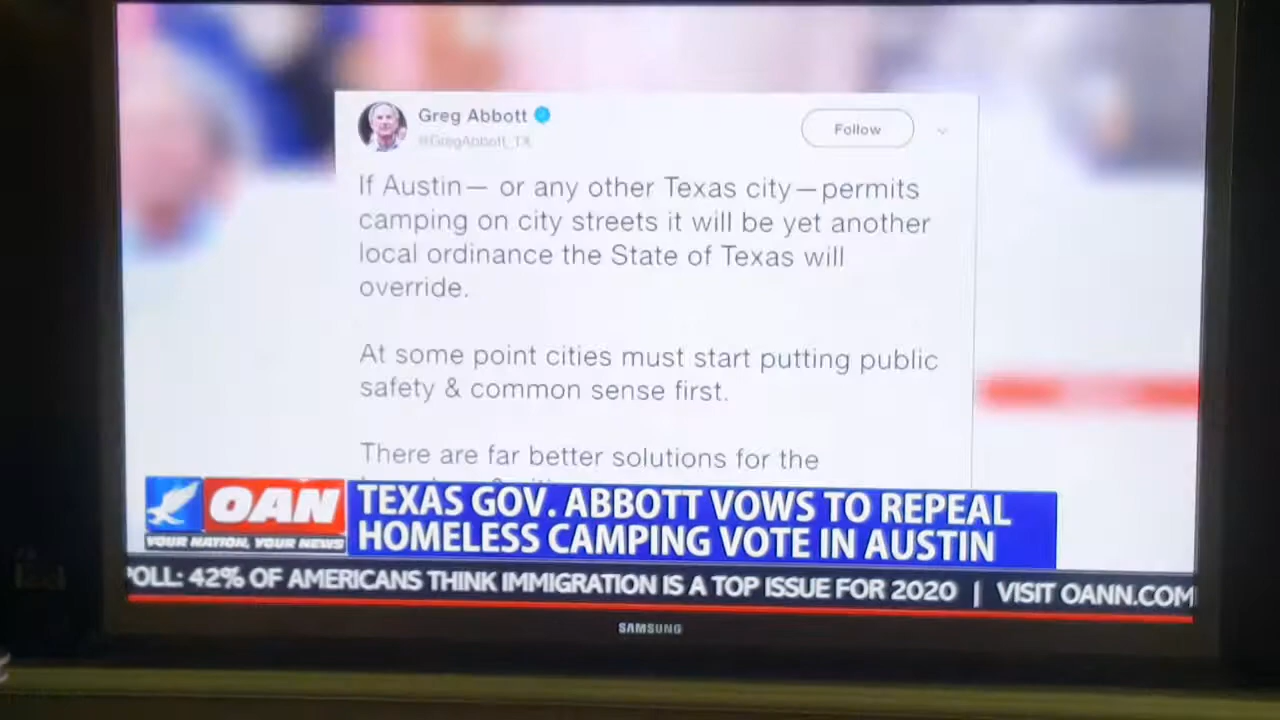 Greg Abbott
@GregAbbott_TX
Follow
If Austin— or any other Texas city—permits
camping on city streets it will be yet another
local ordinance the State of Texas will
override.
At some point cities must start putting public
safety & common sense first.
There are far better solutions for the
OAN
YOUR NATION, YOUR NEWS
TEXAS GOV. ABBOTT VOWS TO REPEAL
HOMELESS CAMPING VOTE IN AUSTIN
POLL: 42% OF AMERICANS THINK IMMIGRATION IS A TOP ISSUE FOR 2020 | VISIT OANN.COM
SAMSUNG